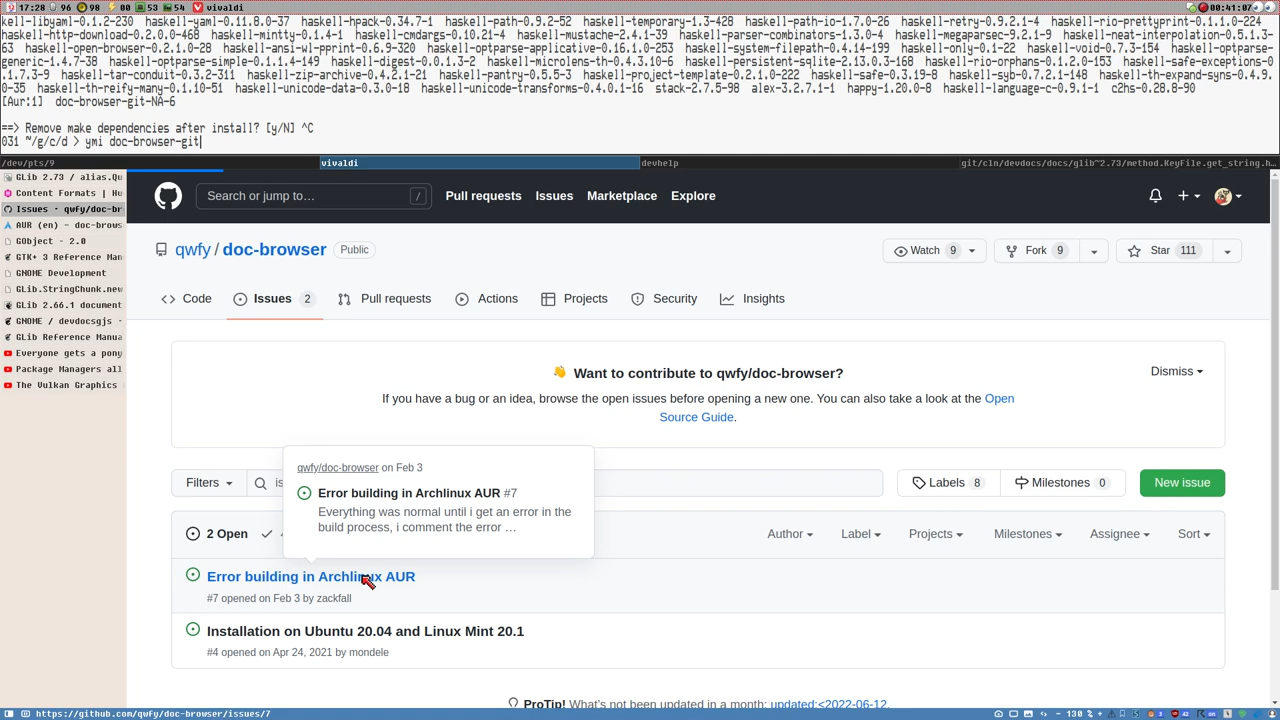 17:28 96 98 00 53 54 vivaldi 00:41:07
kell-libyaml-0.1.2-230 haskell-yaml-0.11.8.0-37 haskell-hpack-0.34.7-1 haskell-path-0.9.2-52 haskell-temporary-1.3-428 haskell-path-io-1.7.0-26 haskell-retry-0.9.2.1-4 haskell-rio-prettyprint-0.1.1.0-224
haskell-http-download-0.2.0.0-468 haskell-mintty-0.1.4-1 haskell-cmdargs-0.10.21-4 haskell-mustache-2.4.1-39 haskell-parser-combinators-1.3.0-4 haskell-megaparsec-9.2.1-9 haskell-neat-interpolation-0.5.1.3-
63 haskell-open-browser-0.2.1.0-28 haskell-ansi-wl-pprint-0.6.9-320 haskell-optparse-applicative-0.16.1.0-253 haskell-system-filepath-0.4.14-199 haskell-only-0.1-22 haskell-void-0.7.3-154 haskell-optparse-
generic-1.4.7-38 haskell-optparse-simple-0.1.1.4-149 haskell-digest-0.0.1.3-2 haskell-microlens-th-0.4.3.10-6 haskell-persistent-sqlite-2.13.0.3-168 haskell-rio-orphans-0.1.2.0-153 haskell-safe-exceptions-0
.1.7.3-9 haskell-tar-conduit-0.3.2-311 haskell-zip-archive-0.4.2.1-21 haskell-pantry-0.5.5-3 haskell-project-template-0.2.1.0-222 haskell-safe-0.3.19-8 haskell-syb-0.7.2.1-148 haskell-th-expand-syns-0.4.9.
0-35 haskell-th-reify-many-0.1.10-51 haskell-unicode-data-0.3.0-18 haskell-unicode-transforms-0.4.0.1-16 stack-2.7.5-98 alex-3.2.7.1-1 happy-1.20.0-8 haskell-language-c-0.9.1-1 c2hs-0.28.8-90
[Aur:1] doc-browser-git-NA-6
==> Remove make dependencies after install? [y/N] ^C
031 ~/g/c/d > ymi doc-browser-git
/dev/pts/9 vivaldi devhelp git/cln/devdocs/docs/glib~2.73/method.KeyFile.get_string.h...
GLib 2.73 / alias.Qu
Content Formats | Hu
Issues · qwfy/doc-br
AUR (en) - doc-brows
GObject - 2.0
GTK+ 3 Reference Man
GNOME Development
GLib.StringChunk.new
GLib 2.66.1 document
GNOME / devdocsgjs ·
GLib Reference Manua
Everyone gets a pony
Package Managers all
The Vulkan Graphics
Search or jump to... / Pull requests Issues Marketplace Explore
qwfy / doc-browser Public Watch 9 Fork 9 Star 111
Code Issues 2 Pull requests Actions Projects Security Insights
👋 Want to contribute to qwfy/doc-browser? Dismiss
If you have a bug or an idea, browse the open issues before opening a new one. You can also take a look at the Open
Source Guide.
qwfy/doc-browser on Feb 3
Error building in Archlinux AUR #7
Everything was normal until i get an error in the
build process, i comment the error …
Filters is Labels 8 Milestones 0 New issue
2 Open Author Label Projects Milestones Assignee Sort
Error building in Archlinux AUR
#7 opened on Feb 3 by zackfall
Installation on Ubuntu 20.04 and Linux Mint 20.1
#4 opened on Apr 24, 2021 by mondele
ProTip! What's not been updated in a month: updated:<2022-06-12.
https://github.com/qwfy/doc-browser/issues/7 - 130 % +